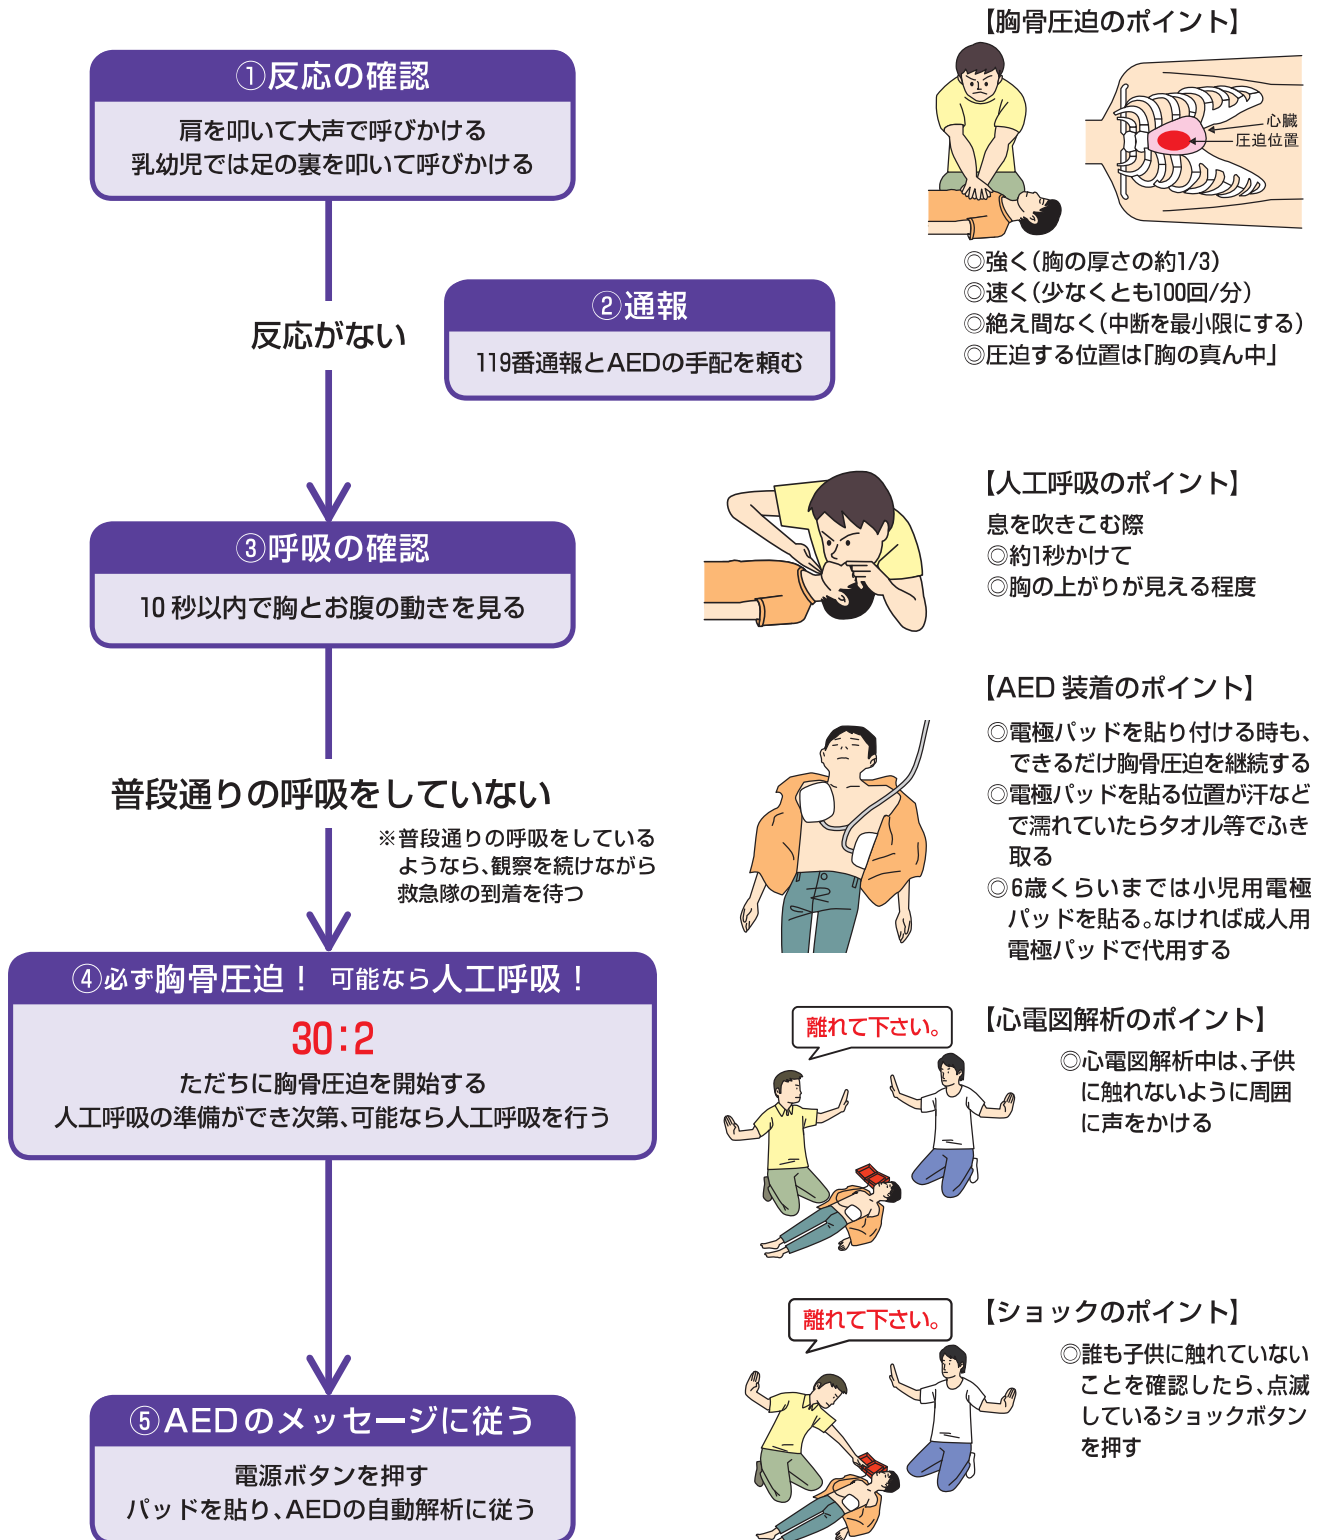 ①反応の確認
肩を叩いて大声で呼びかける
乳幼児では足の裏を叩いて呼びかける
反応がない
②通報
119番通報とAEDの手配を頼む
③呼吸の確認
10秒以内で胸とお腹の動きを見る
普段通りの呼吸をしていない
※普段通りの呼吸をしている
ようなら、観察を続けながら
救急隊の到着を待つ
④必ず胸骨圧迫！ 可能なら人工呼吸！
30：2
ただちに胸骨圧迫を開始する
人工呼吸の準備ができ次第、可能なら人工呼吸を行う
⑤AEDのメッセージに従う
電源ボタンを押す
パッドを貼り、AEDの自動解析に従う
【胸骨圧迫のポイント】
心臓
圧迫位置
◎強く（胸の厚さの約1/3）
◎速く（少なくとも100回/分）
◎絶え間なく（中断を最小限にする）
◎圧迫する位置は「胸の真ん中」
【人工呼吸のポイント】
息を吹きこむ際
◎約1秒かけて
◎胸の上がりが見える程度
【AED 装着のポイント】
◎電極パッドを貼り付ける時も、
できるだけ胸骨圧迫を継続する
◎電極パッドを貼る位置が汗など
で濡れていたらタオル等でふき
取る
◎6歳くらいまでは小児用電極
パッドを貼る。なければ成人用
電極パッドで代用する
離れて下さい。
【心電図解析のポイント】
◎心電図解析中は、子供
に触れないように周囲
に声をかける
離れて下さい。
【ショックのポイント】
◎誰も子供に触れていない
ことを確認したら、点滅
しているショックボタン
を押す